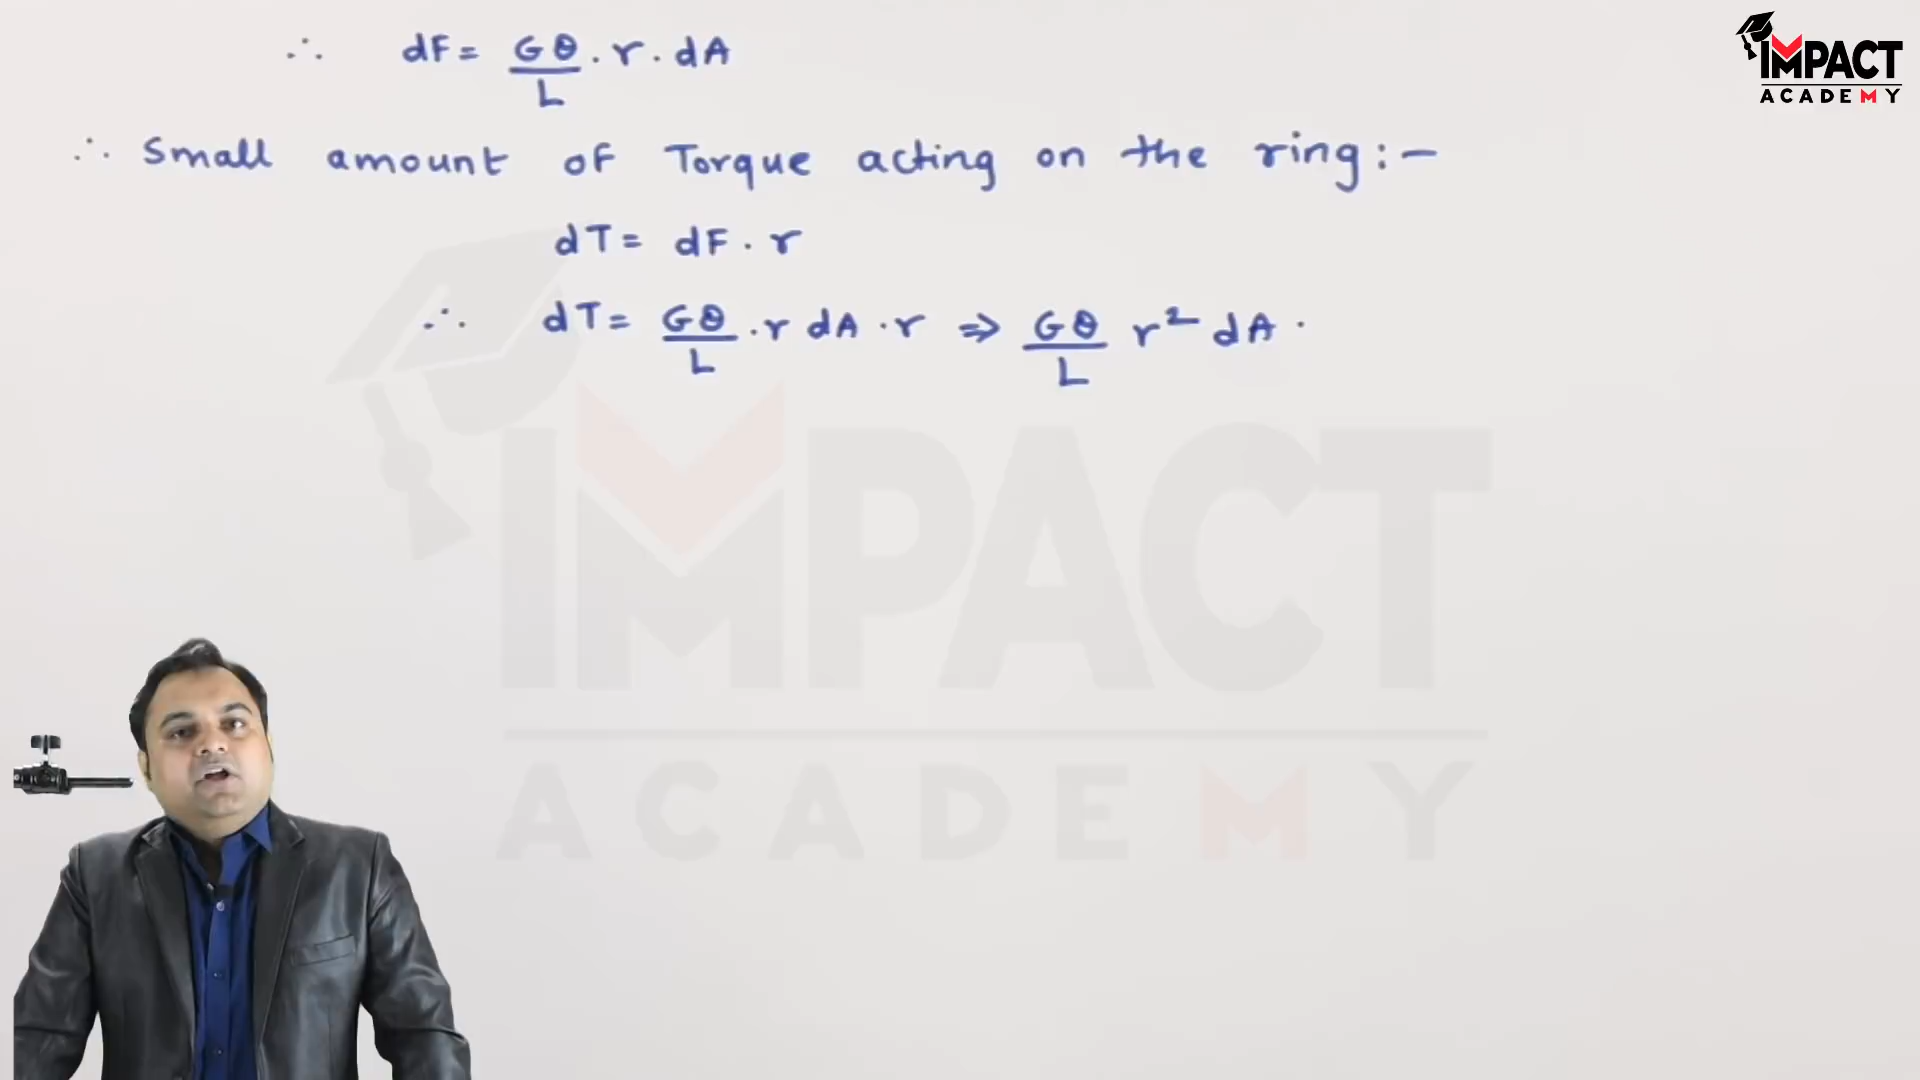 IMPACT
ACADEMY
∴ dF = Gθ/L . r . dA
∴ Small amount of Torque acting on the ring :-
dT = dF . r
∴ dT = Gθ/L . r dA . r ⇒ Gθ/L r² dA .
IMPACT
ACADEMY